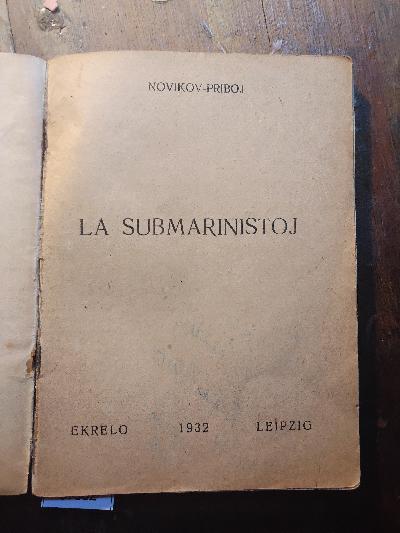 NOVIKOV-PRIBOJ
LA SUBMARINISTOJ
EKRELO 1932 LEIPZIG